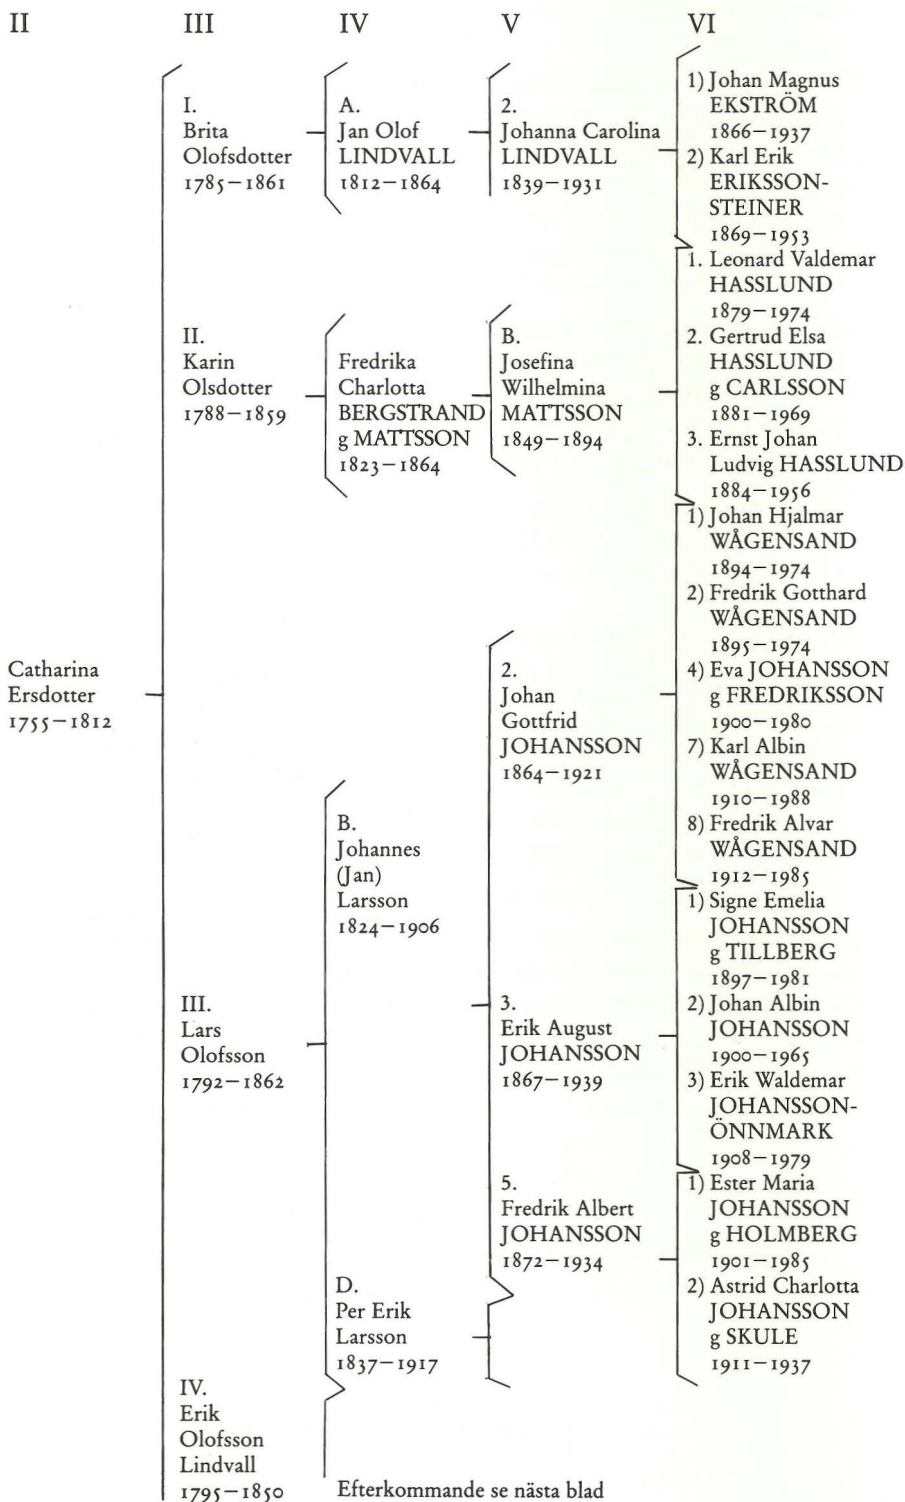 II
III
IV
V
VI
Catharina
Ersdotter
1755–1812
I.
Brita
Olofsdotter
1785–1861
II.
Karin
Olsdotter
1788–1859
III.
Lars
Olofsson
1792–1862
IV.
Erik
Olofsson
Lindvall
1795–1850
A.
Jan Olof
LINDVALL
1812–1864
Fredrika
Charlotta
BERGSTRAND
g MATTSSON
1823–1864
B.
Johannes
(Jan)
Larsson
1824–1906
D.
Per Erik
Larsson
1837–1917
Efterkommande se nästa blad
2.
Johanna Carolina
LINDVALL
1839–1931
B.
Josefina
Wilhelmina
MATTSSON
1849–1894
2.
Johan
Gottfrid
JOHANSSON
1864–1921
3.
Erik August
JOHANSSON
1867–1939
5.
Fredrik Albert
JOHANSSON
1872–1934
1) Johan Magnus
EKSTRÖM
1866–1937
2) Karl Erik
ERIKSSON-
STEINER
1869–1953
1. Leonard Valdemar
HASSLUND
1879–1974
2. Gertrud Elsa
HASSLUND
g CARLSSON
1881–1969
3. Ernst Johan
Ludvig HASSLUND
1884–1956
1) Johan Hjalmar
WÅGENSAND
1894–1974
2) Fredrik Gotthard
WÅGENSAND
1895–1974
4) Eva JOHANSSON
g FREDRIKSSON
1900–1980
7) Karl Albin
WÅGENSAND
1910–1988
8) Fredrik Alvar
WÅGENSAND
1912–1985
1) Signe Emelia
JOHANSSON
g TILLBERG
1897–1981
2) Johan Albin
JOHANSSON
1900–1965
3) Erik Waldemar
JOHANSSON-
ÖNNMARK
1908–1979
1) Ester Maria
JOHANSSON
g HOLMBERG
1901–1985
2) Astrid Charlotta
JOHANSSON
g SKULE
1911–1937